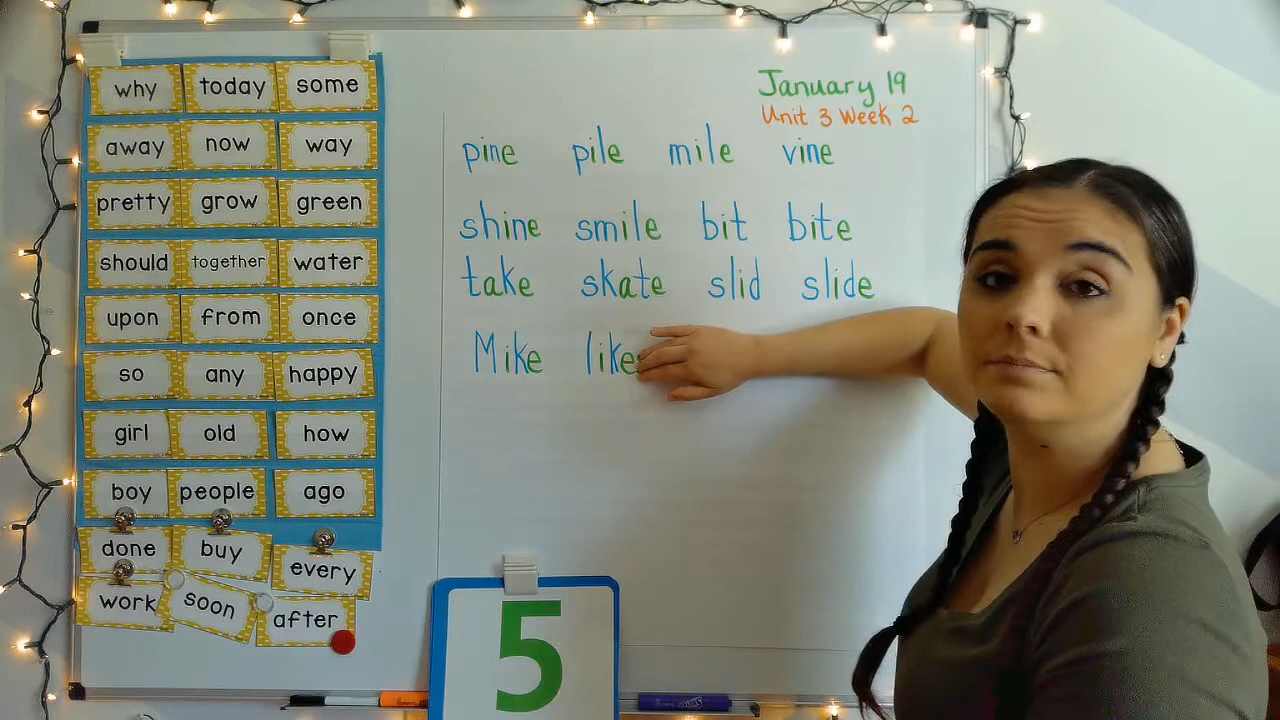 why today some
away now way
pretty grow green
should together water
upon from once
so any happy
girl old how
boy people ago
done buy every
work soon after
January 19
Unit 3 Week 2
pine pile mile vine
shine smile bit bite
take skate slid slide
Mike like
5